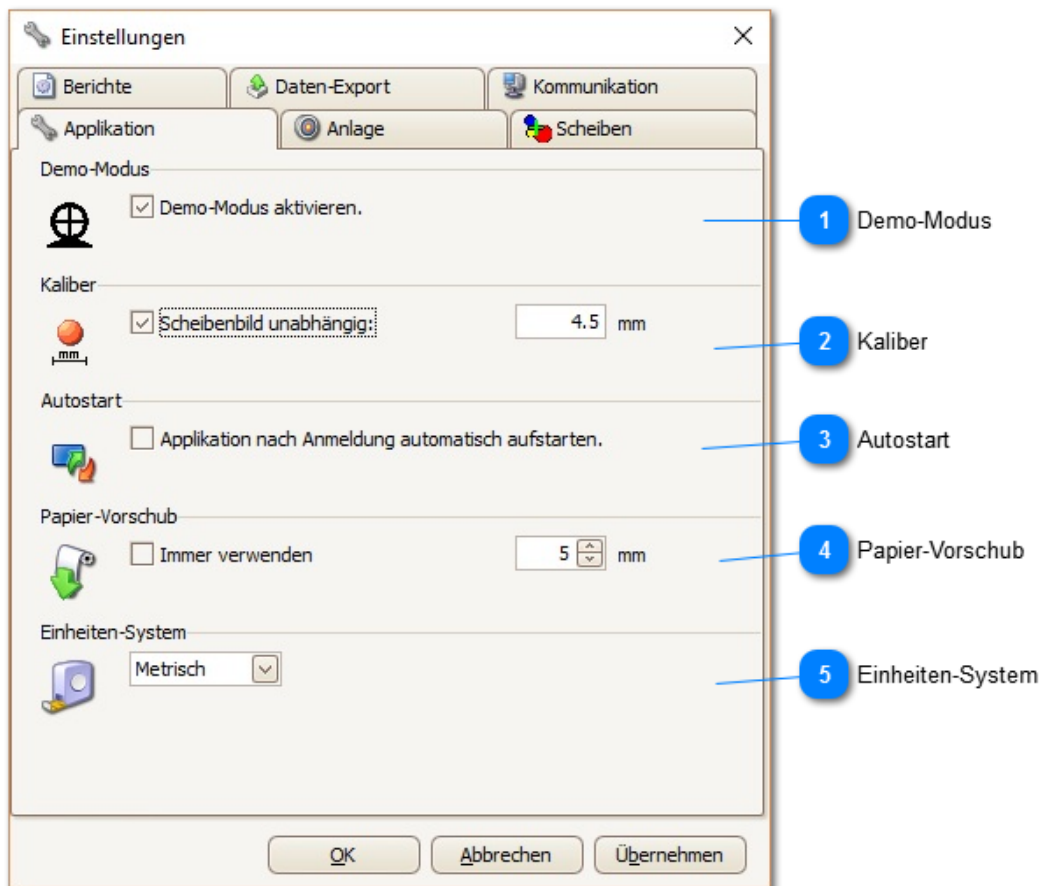 Einstellungen
Berichte
Daten-Export
Kommunikation
Applikation
Anlage
Scheiben
Demo-Modus
Demo-Modus aktivieren.
1 Demo-Modus
Kaliber
Scheibenbild unabhängig: 4.5 mm
mm
2 Kaliber
Autostart
Applikation nach Anmeldung automatisch aufstarten.
3 Autostart
Papier-Vorschub
Immer verwenden 5 mm
4 Papier-Vorschub
Einheiten-System
Metrisch
5 Einheiten-System
OK
Abbrechen
Übernehmen